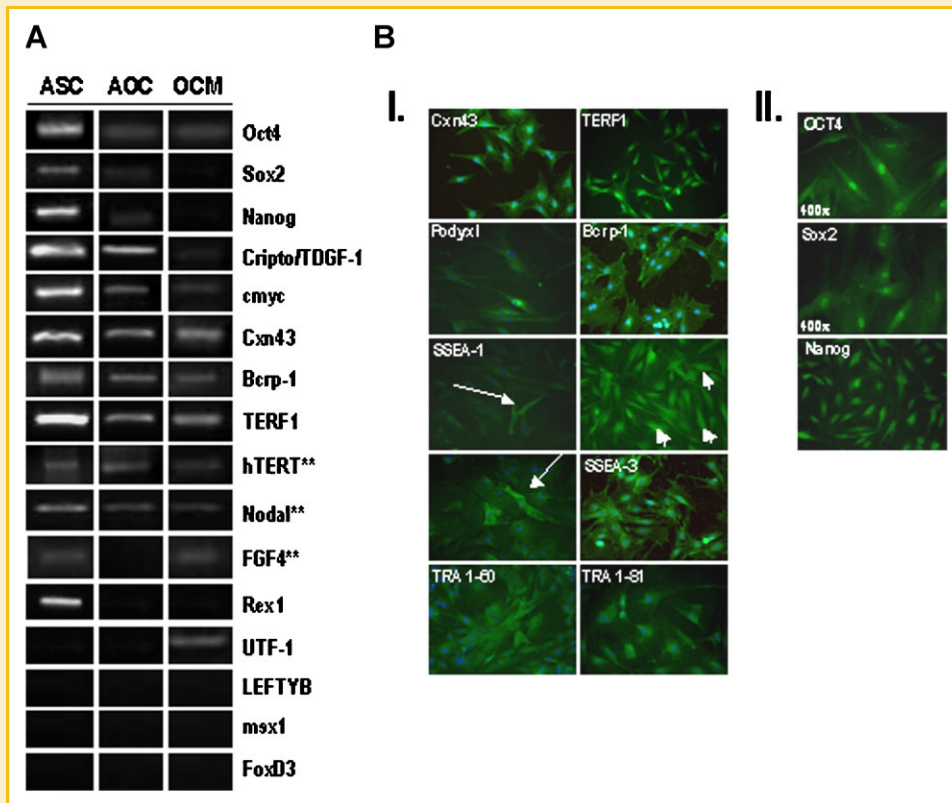 A
ASC AOC OCM
Oct4
Sox2
Nanog
Cripto/TDGF-1
cmyc
Cxn43
Bcrp-1
TERF1
hTERT**
Nodal**
FGF4**
Rex1
UTF-1
LEFTYB
msx1
FoxD3
B
I.
Cxn43
TERF1
Podyxl
Bcrp-1
SSEA-1
SSEA-3
TRA 1-60
TRA 1-81
II.
OCT4
400x
Sox2
400x
Nanog